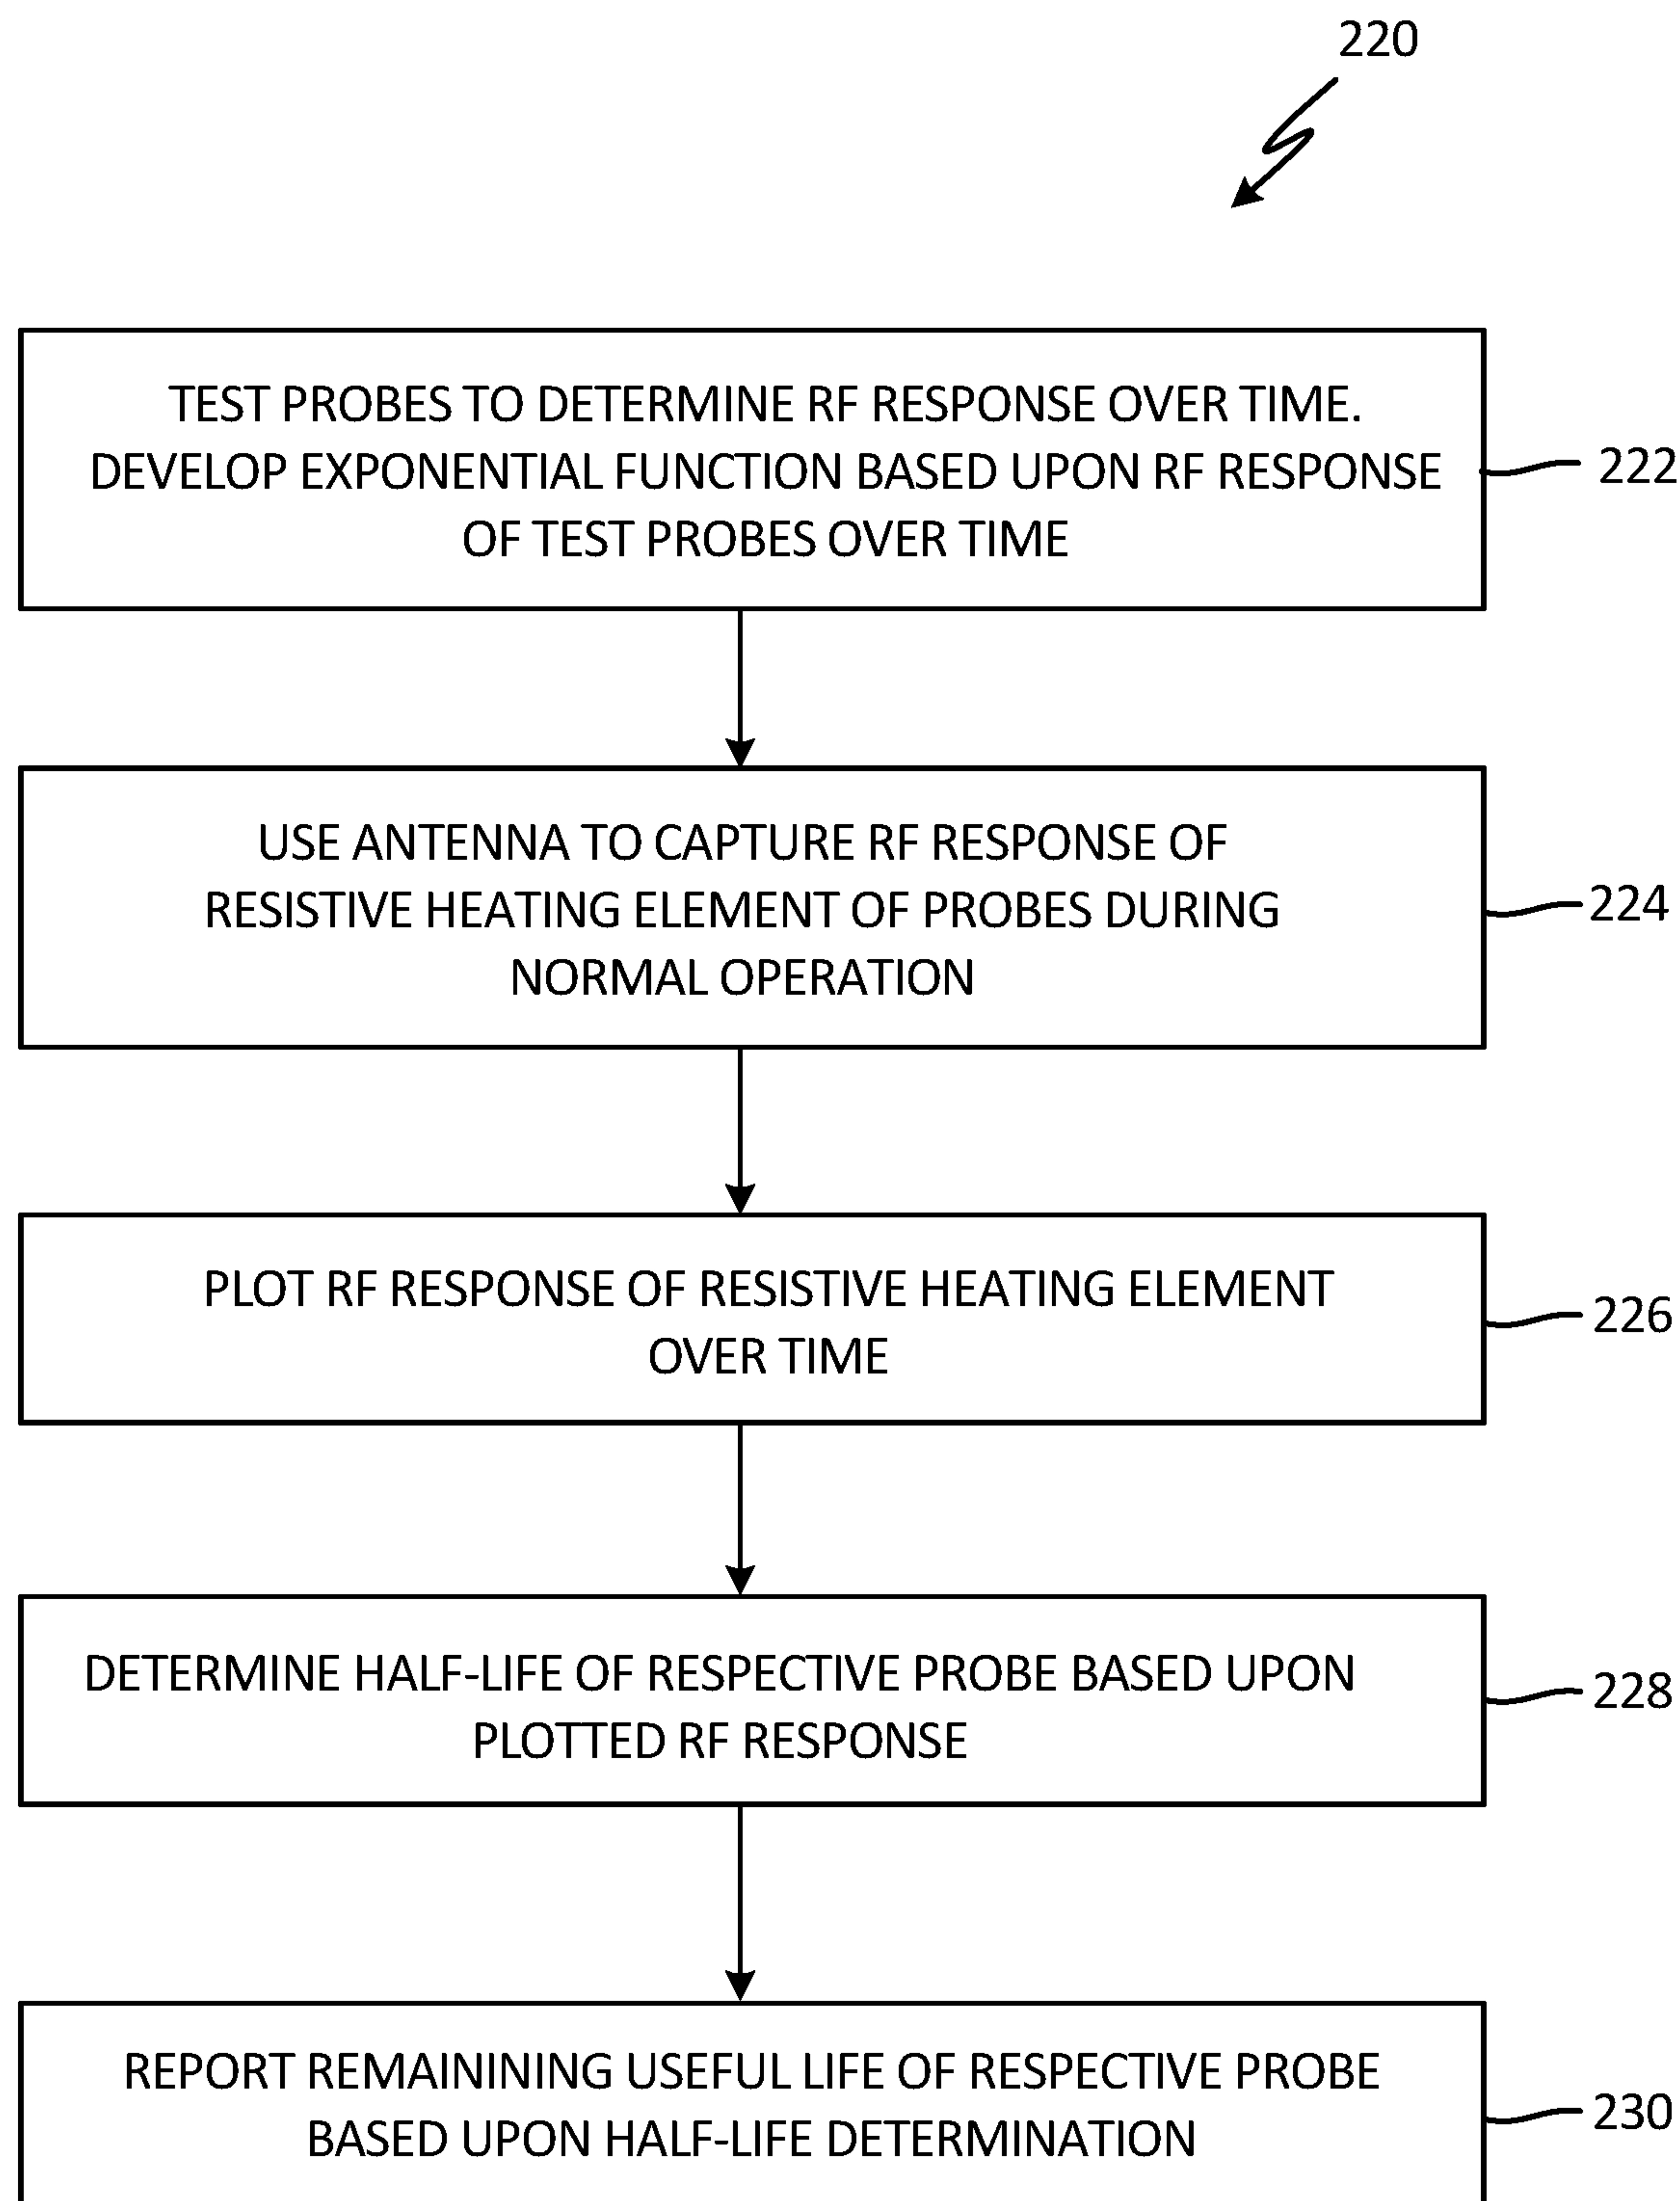 220
TEST PROBES TO DETERMINE RF RESPONSE OVER TIME.
DEVELOP EXPONENTIAL FUNCTION BASED UPON RF RESPONSE
OF TEST PROBES OVER TIME
222
USE ANTENNA TO CAPTURE RF RESPONSE OF
RESISTIVE HEATING ELEMENT OF PROBES DURING
NORMAL OPERATION
224
PLOT RF RESPONSE OF RESISTIVE HEATING ELEMENT
OVER TIME
226
DETERMINE HALF-LIFE OF RESPECTIVE PROBE BASED UPON
PLOTTED RF RESPONSE
228
REPORT REMAININING USEFUL LIFE OF RESPECTIVE PROBE
BASED UPON HALF-LIFE DETERMINATION
230